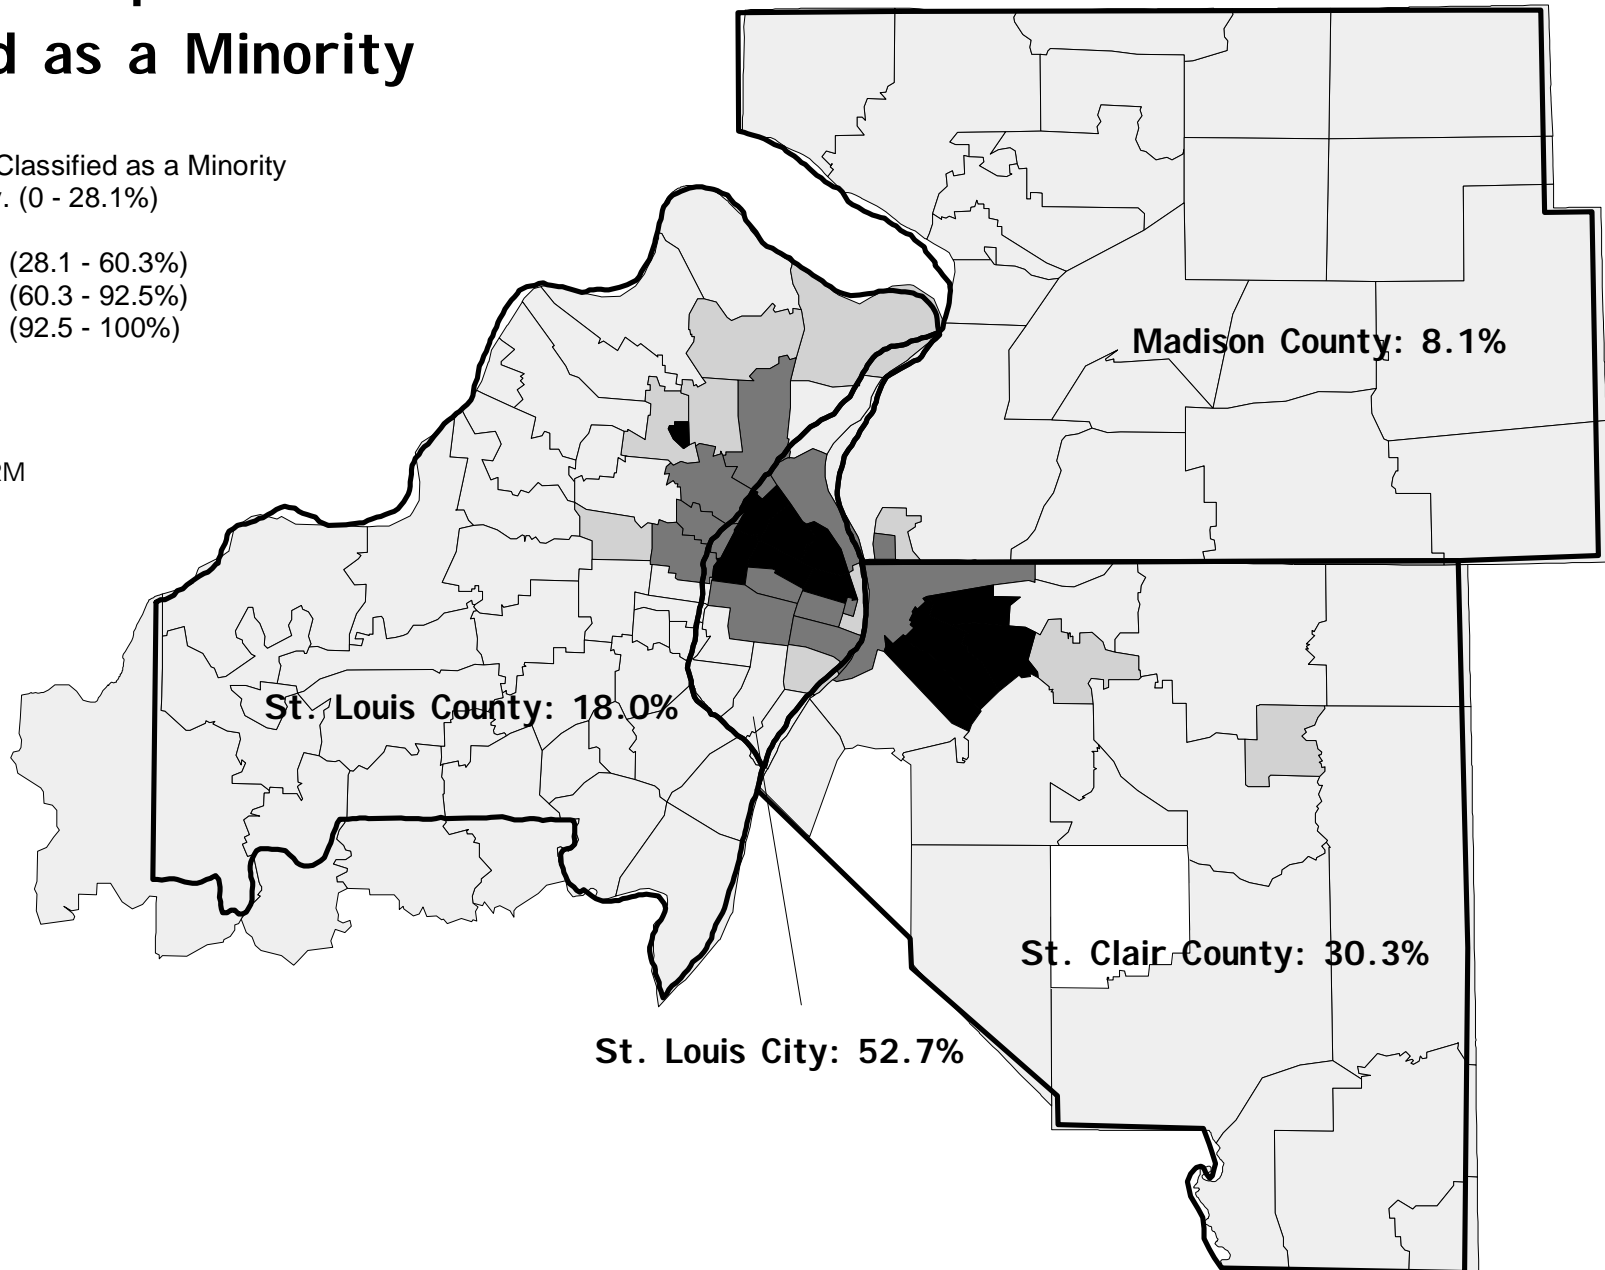 d as a Minority
Classified as a Minority
. (0 - 28.1%)
(28.1 - 60.3%)
(60.3 - 92.5%)
(92.5 - 100%)
M
Madison County: 8.1%
St. Louis County: 18.0%
St. Clair County: 30.3%
St. Louis City: 52.7%